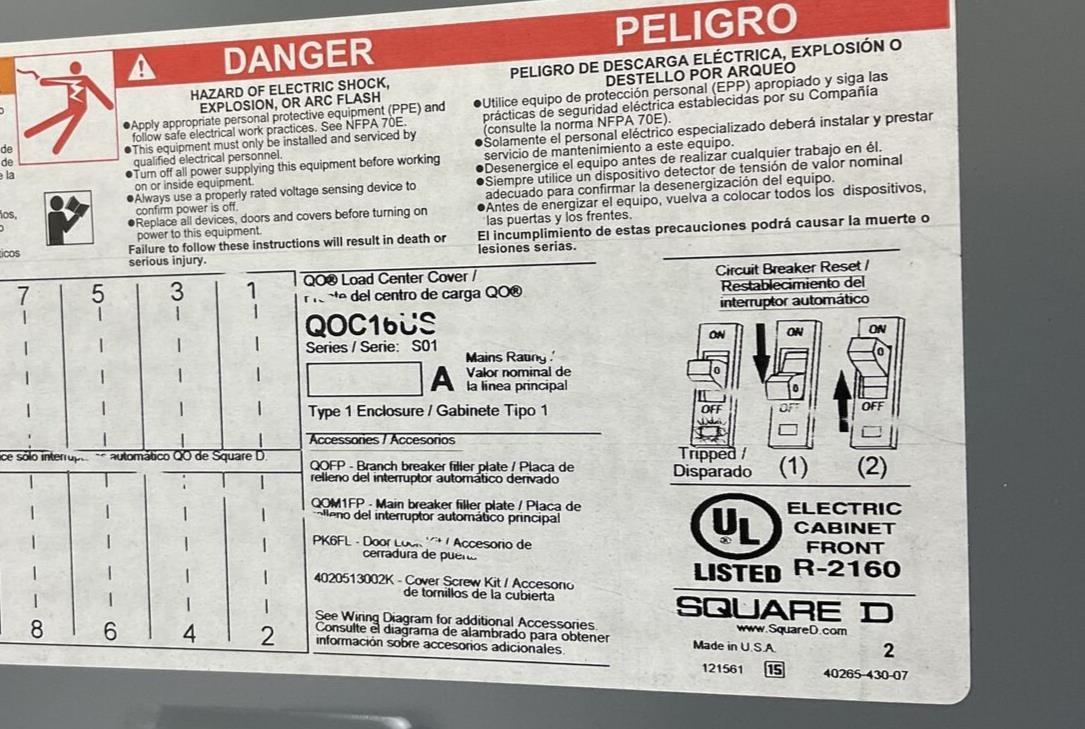 DANGER
HAZARD OF ELECTRIC SHOCK,
EXPLOSION, OR ARC FLASH
●Apply appropriate personal protective equipment (PPE) and
follow safe electrical work practices. See NFPA 70E.
●This equipment must only be installed and serviced by
qualified electrical personnel.
●Turn off all power supplying this equipment before working
on or inside equipment.
●Always use a properly rated voltage sensing device to
confirm power is off.
●Replace all devices, doors and covers before turning on
power to this equipment.
Failure to follow these instructions will result in death or
serious injury.
PELIGRO
PELIGRO DE DESCARGA ELÉCTRICA, EXPLOSIÓN O
DESTELLO POR ARQUEO
●Utilice equipo de protección personal (EPP) apropiado y siga las
prácticas de seguridad eléctrica establecidas por su Compañía
(consulte la norma NFPA 70E).
●Solamente el personal eléctrico especializado deberá instalar y prestar
servicio de mantenimiento a este equipo.
●Desenergice el equipo antes de realizar cualquier trabajo en él.
●Siempre utilice un dispositivo detector de tensión de valor nominal
adecuado para confirmar la desenergización del equipo.
●Antes de energizar el equipo, vuelva a colocar todos los dispositivos,
las puertas y los frentes.
El incumplimiento de estas precauciones podrá causar la muerte o
lesiones serias.
de
de
la
7 5 3 1
sólo automático QO de Square D.
8 6 4 2
QO® Load Center Cover /
del centro de carga QO®
QOC16US
Series / Serie: S01
A
Mains /
Valor nominal de
la línea principal
Type 1 Enclosure / Gabinete Tipo 1
Accessories / Accesorios
QOFP - Branch breaker filler plate / Placa de
relleno del interruptor automático derivado
QOM1FP - Main breaker filler plate / Placa de
relleno del interruptor automático principal
PK6FL - Door / Accesorio de
cerradura de
4020513002K - Cover Screw Kit / Accesorio
de tornillos de la cubierta
See Wiring Diagram for additional Accessories.
Consulte el diagrama de alambrado para obtener
información sobre accesorios adicionales.
Circuit Breaker Reset /
Restablecimiento del
interruptor automático
ON ON ON
OFF OFF OFF
Tripped /
Disparado
(1) (2)
UL
®
LISTED
ELECTRIC
CABINET
FRONT
R-2160
SQUARE D
www.SquareD.com
Made in U.S.A.
2
121561 15 40265-430-07